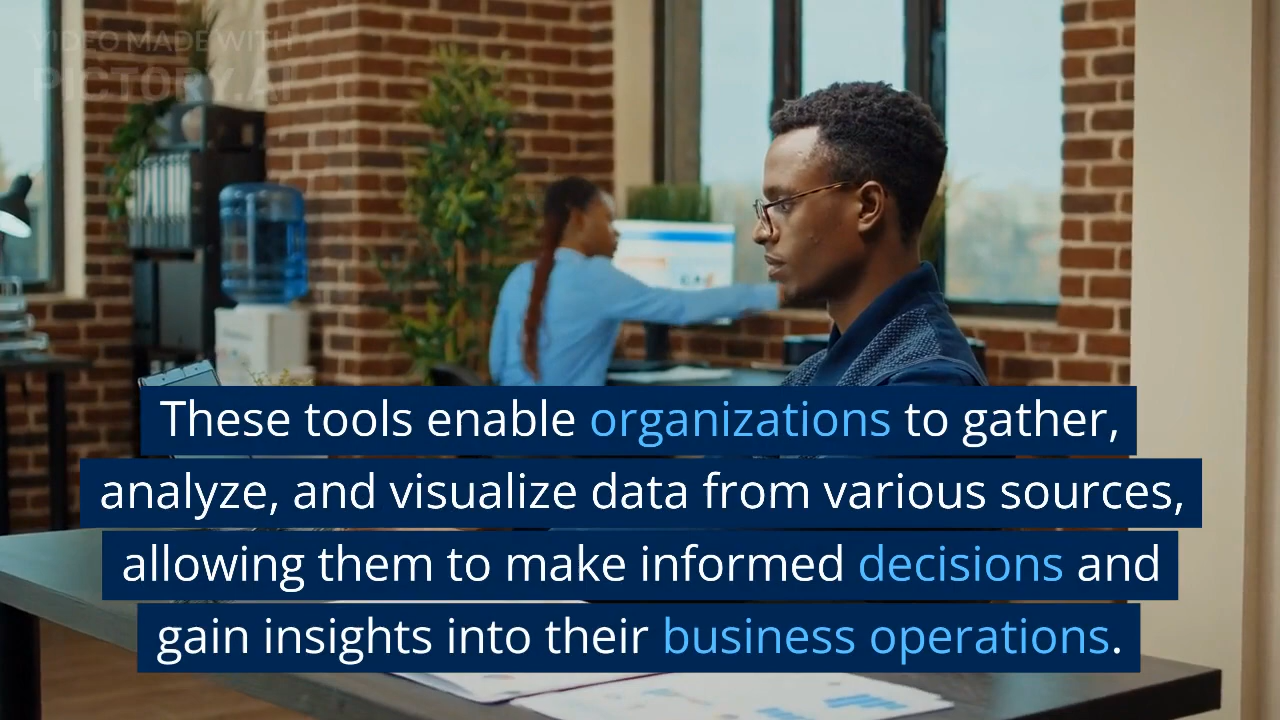 VIDEO MADE WITH
PICTORY.AI
These tools enable organizations to gather,
analyze, and visualize data from various sources,
allowing them to make informed decisions and
gain insights into their business operations.